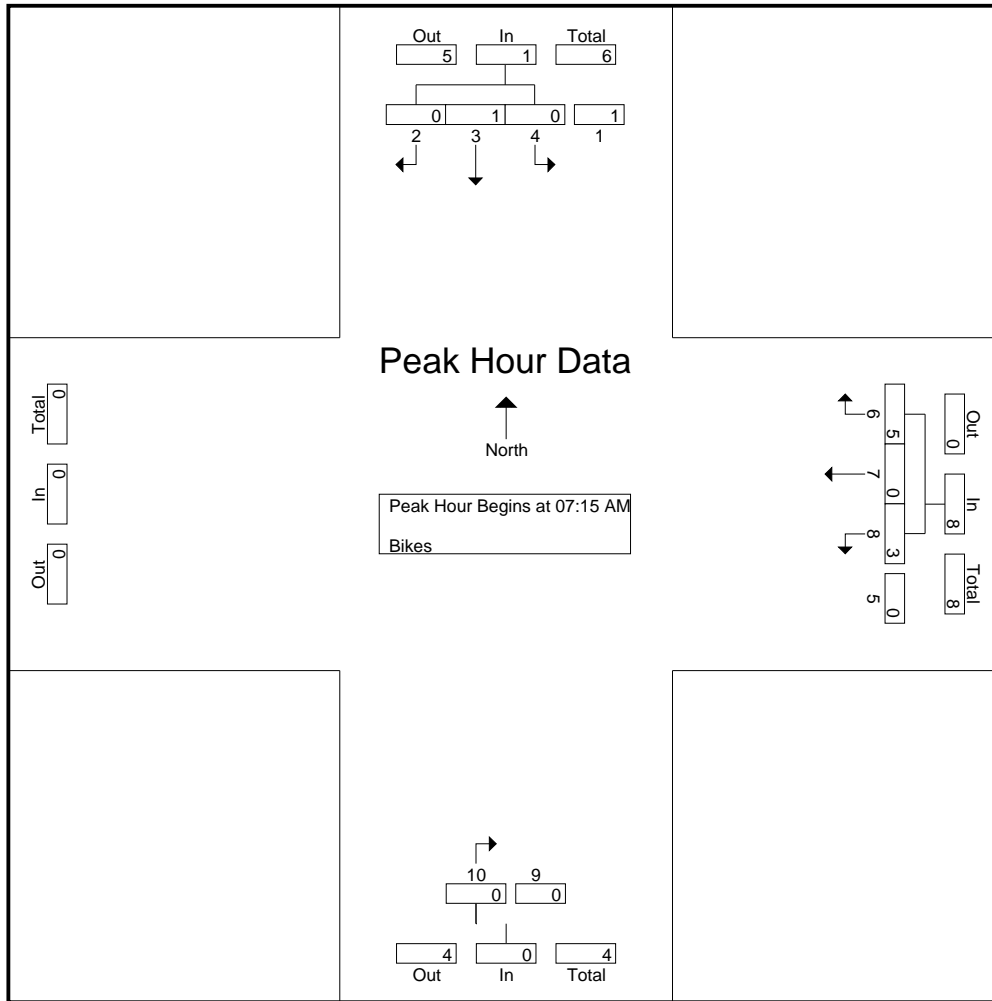 Out In Total
5 1 6
0 1 0 1
2 3 4 1
Peak Hour Data
North
Peak Hour Begins at 07:15 AM
Bikes
Total In Out
0 0 0
Out In Total
0 8 8
5 0 3 0
6 7 8 5
10 9
0 0
4 0 4
Out In Total